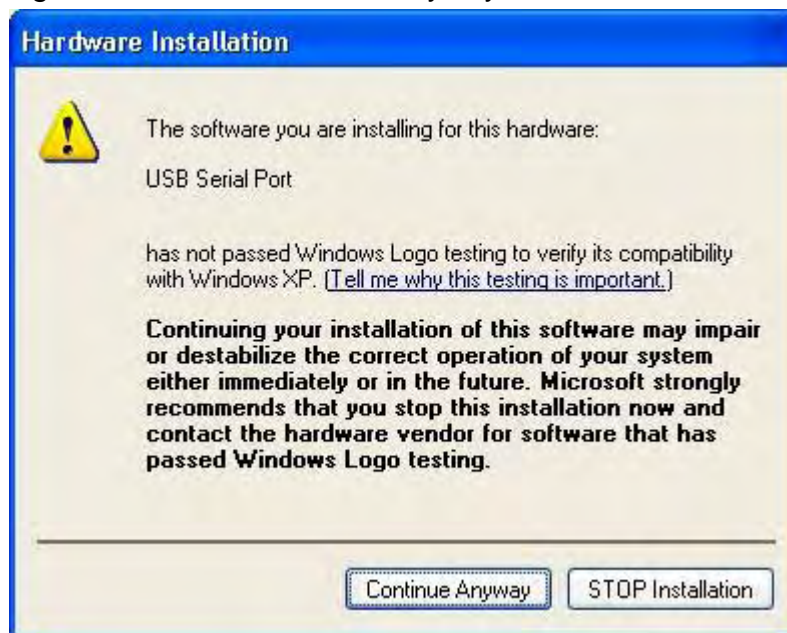 Hardware Installation
The software you are installing for this hardware:
USB Serial Port
has not passed Windows Logo testing to verify its compatibility
with Windows XP. (Tell me why this testing is important.)
Continuing your installation of this software may impair
or destabilize the correct operation of your system
either immediately or in the future. Microsoft strongly
recommends that you stop this installation now and
contact the hardware vendor for software that has
passed Windows Logo testing.
Continue Anyway STOP Installation